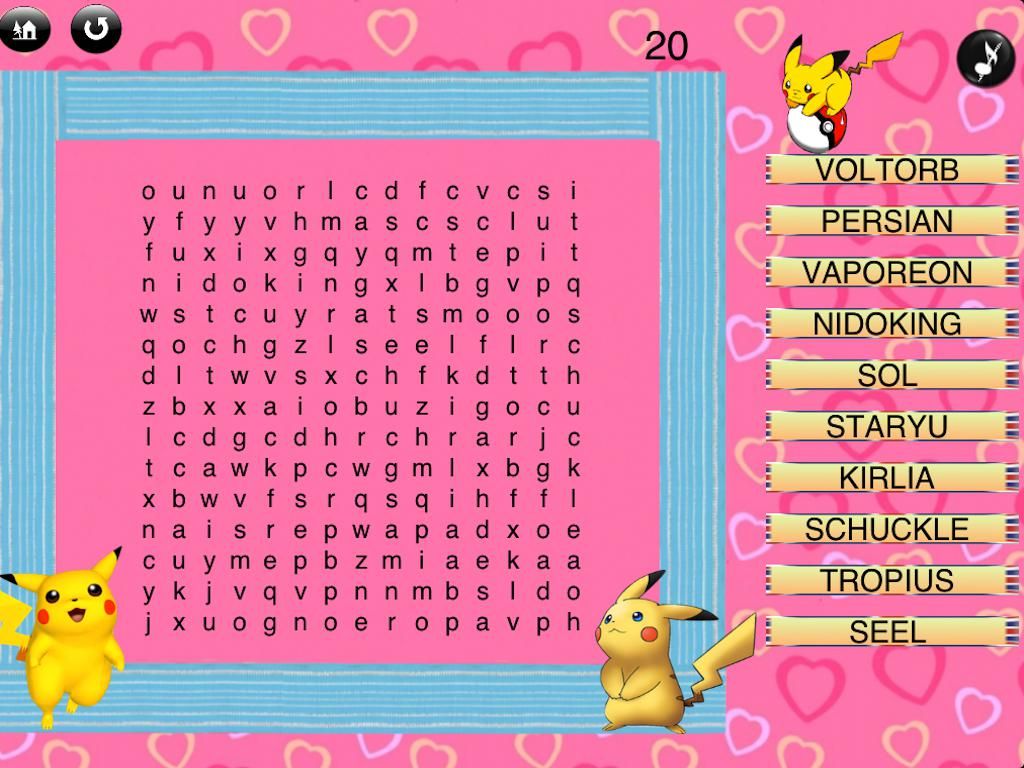 20
o u n u o r l c d f c v c s i
y f y y v h m a s c s c l u t
f u x i x g q y q m t e p i t
n i d o k i n g x l b g v p q
w s t c u y r a t s m o o o s
q o c h g z l s e e l f l r c
d l t w v s x c h f k d t t h
z b x x a i o b u z i g o c u
l c d g c d h r c h r a r j c
t c a w k p c w g m l x b g k
x b w v f s r q s q i h f f l
n a i s r e p w a p a d x o e
c u y m e p b z m i a e k a a
y k j v q v p n n m b s l d o
j x u o g n o e r o p a v p h
VOLTORB
PERSIAN
VAPOREON
NIDOKING
SOL
STARYU
KIRLIA
SCHUCKLE
TROPIUS
SEEL